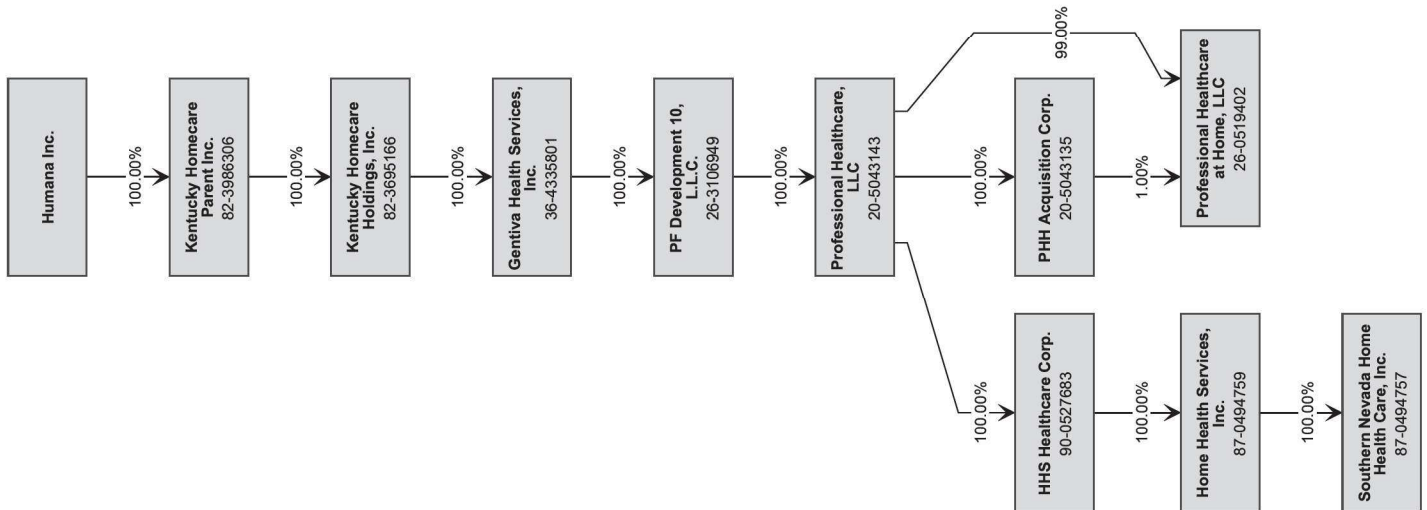 Humana Inc.
100.00%
Kentucky Homecare
Parent Inc.
82-3986306
100.00%
Kentucky Homecare
Holdings, Inc.
82-3695166
100.00%
Gentiva Health Services,
Inc.
36-4335801
100.00%
PF Development 10,
L.L.C.
26-3106949
100.00%
Professional Healthcare,
LLC
20-5043143
100.00%
HHS Healthcare Corp.
90-0527683
100.00%
Home Health Services,
Inc.
87-0494759
100.00%
Southern Nevada Home
Health Care, Inc.
87-0494757
100.00%
PHH Acquisition Corp.
20-5043135
1.00%
99.00%
Professional Healthcare
at Home, LLC
26-0519402